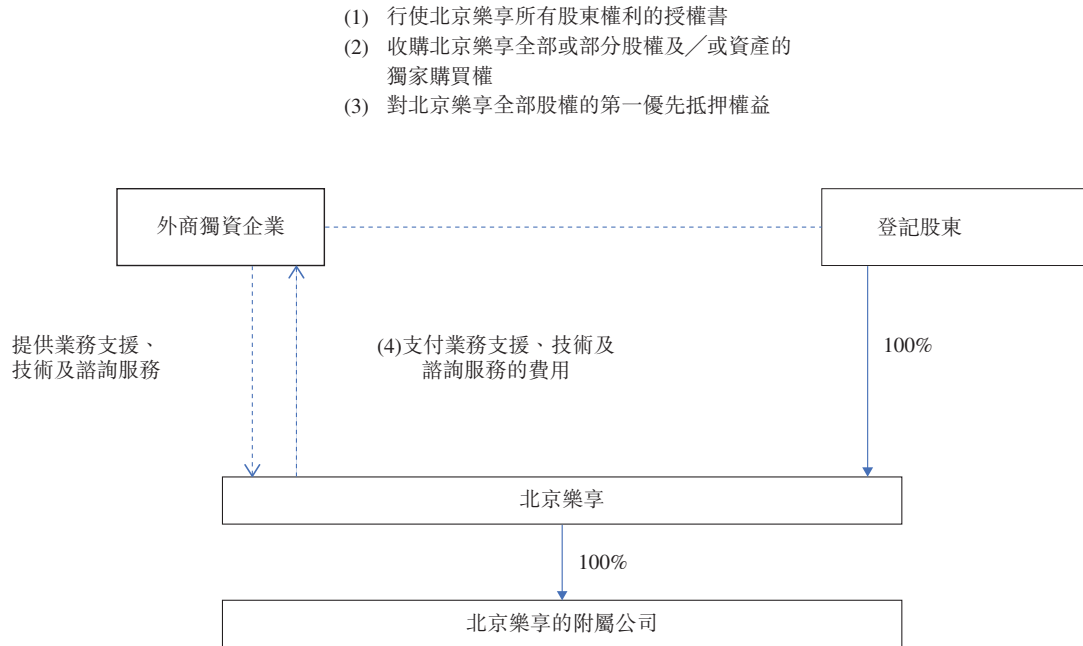 (1) 行使北京樂享所有股東權利的授權書
(2) 收購北京樂享全部或部分股權及╱或資產的
獨家購買權
(3) 對北京樂享全部股權的第一優先抵押權益
外商獨資企業
登記股東
提供業務支援、
技術及諮詢服務
(4)支付業務支援、技術及
諮詢服務的費用
100%
北京樂享
100%
北京樂享的附屬公司